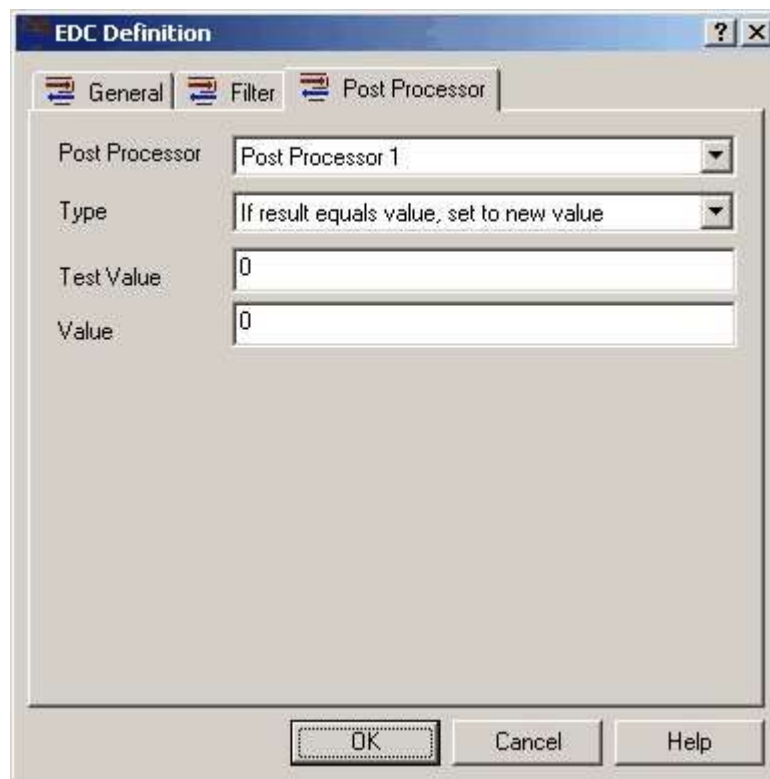 EDC Definition
General Filter Post Processor
Post Processor Post Processor 1
Type If result equals value, set to new value
Test Value 0
Value 0
OK Cancel Help